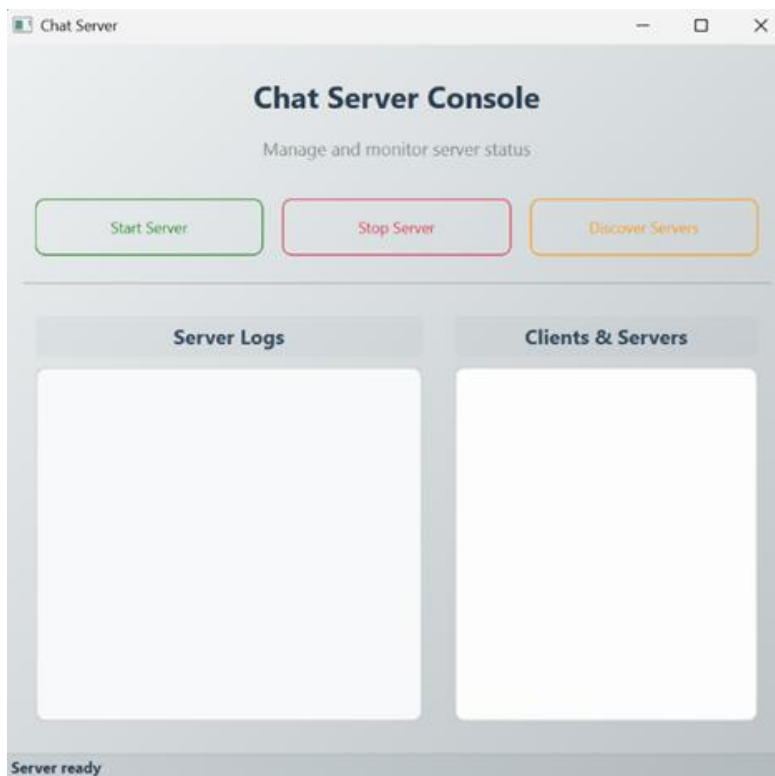 Chat Server
Chat Server Console
Manage and monitor server status
Start Server
Stop Server
Discover Servers
Server Logs
Clients & Servers
Server ready